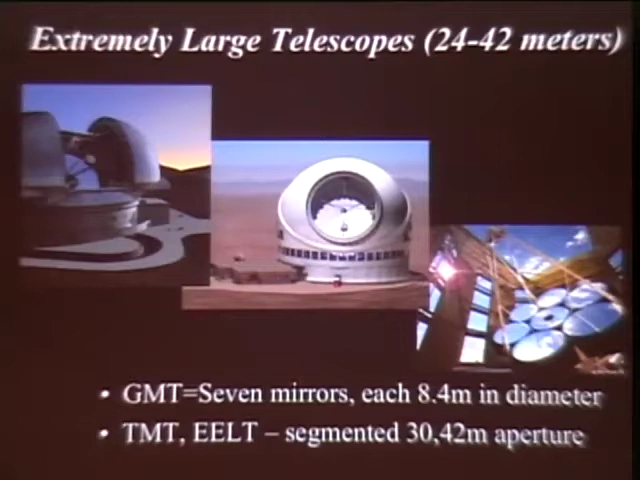 Extremely Large Telescopes (24-42 meters)
• GMT=Seven mirrors, each 8.4m in diameter
• TMT, EELT – segmented 30,42m aperture